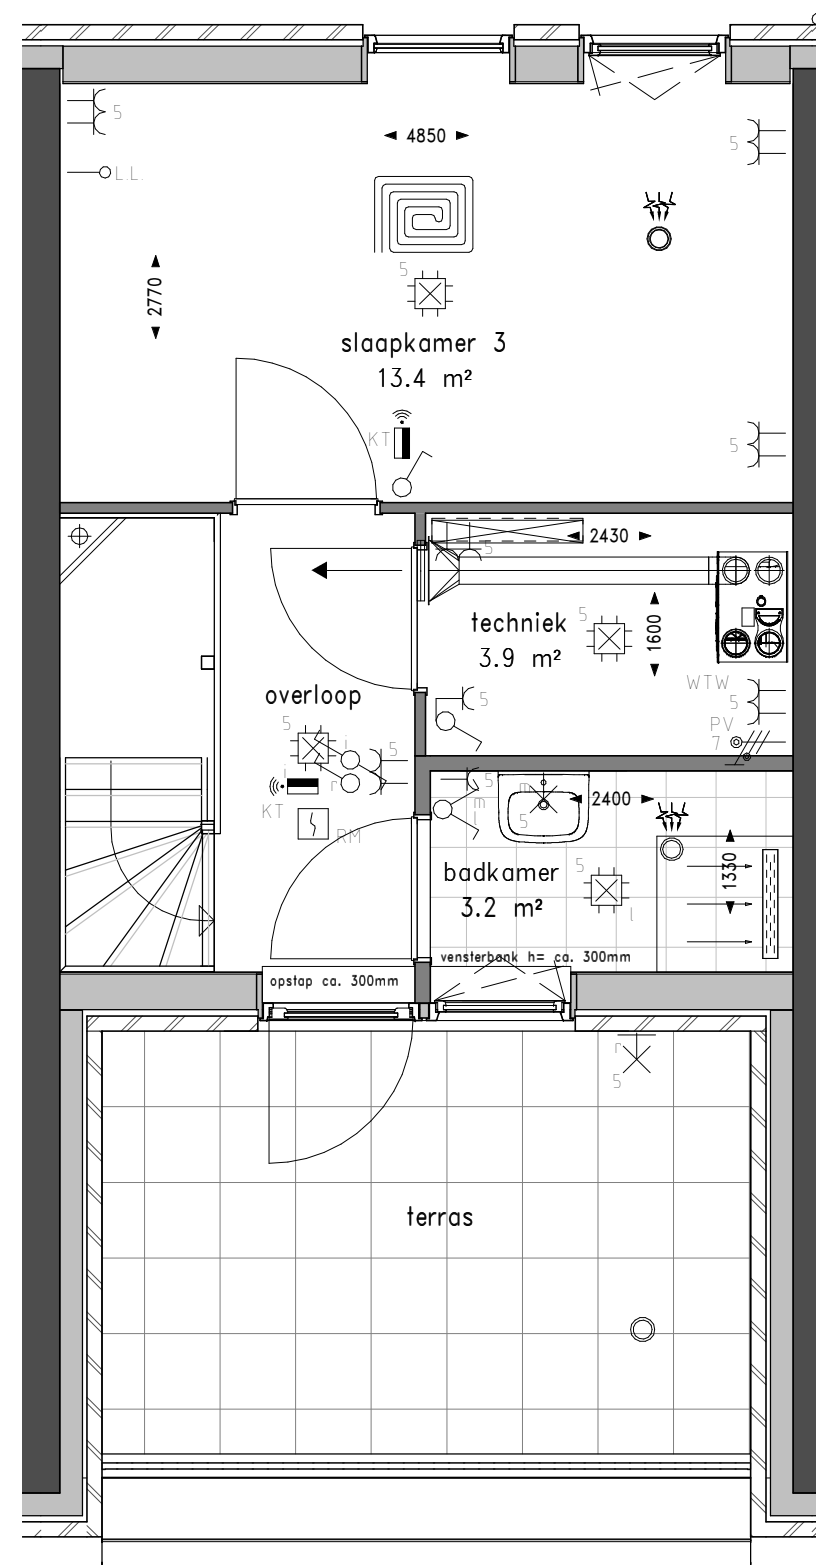 5
4850
5
L.L.
2770
5
slaapkamer 3
13.4 m²
KT
5
2430
5
techniek
3.9 m²
5
1600
WTW
5
PV
7
5
overloop
5
i
5
i
r
KT
RM
5
m
l
m
5
2400
badkamer
3.2 m²
5
l
1330
vensterbank h= ca. 300mm
opstap ca. 300mm
r
5
terras